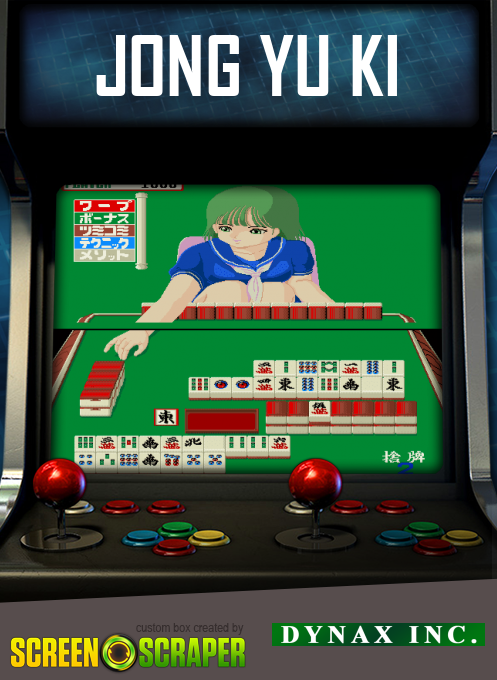 JONG YU KI
1000
ワープ
ボーナス
ツミコミ
テクニック
メリット
東
捨牌
?
custom box created by
SCREEN SCRAPER
DYNAX INC.